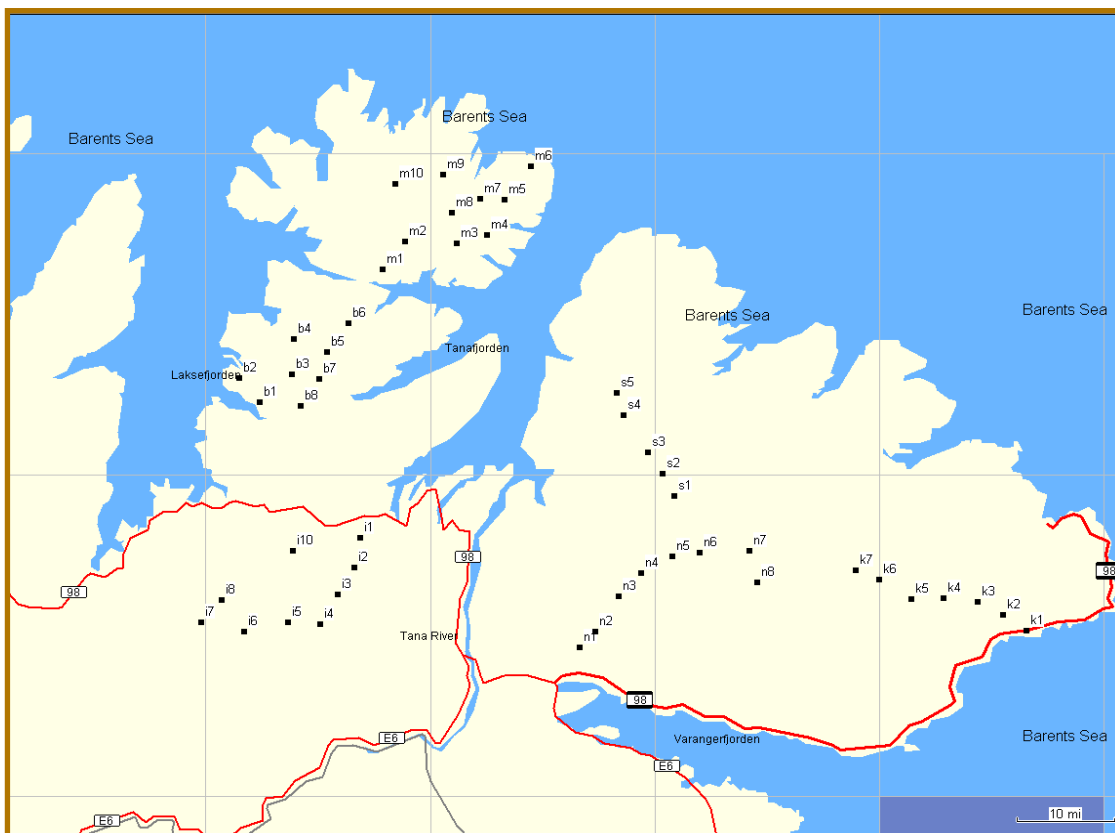 Barents Sea
Barents Sea
m6
m9
m10
m7
m5
m8
m4
m2
m3
m1
Barents Sea
Barents Sea
b6
b4
b5
Tanafjorden
b3
b2
Laksefjorden
b7
b1
b8
s5
s4
s3
s2
s1
i1
i10
i2
n5
n6
n7
98
n4
n8
k7
k6
98
98
i3
i8
n3
k5
k4
k3
i7
i6
i5
i4
k2
n2
n1
k1
Tana River
98
E6
Varangerfjorden
Barents Sea
E6
E6
10 mi